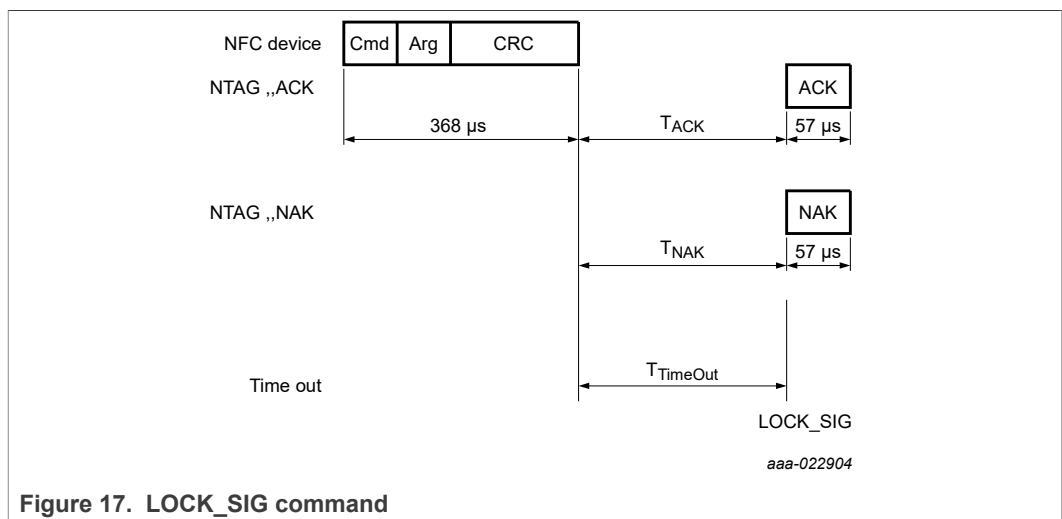 NFC device Cmd Arg CRC
NTAG ,,ACK ACK
368 µs TACK 57 µs
NTAG ,,NAK NAK
TNAK 57 µs
Time out TTimeOut
LOCK_SIG
aaa-022904
Figure 17. LOCK_SIG command